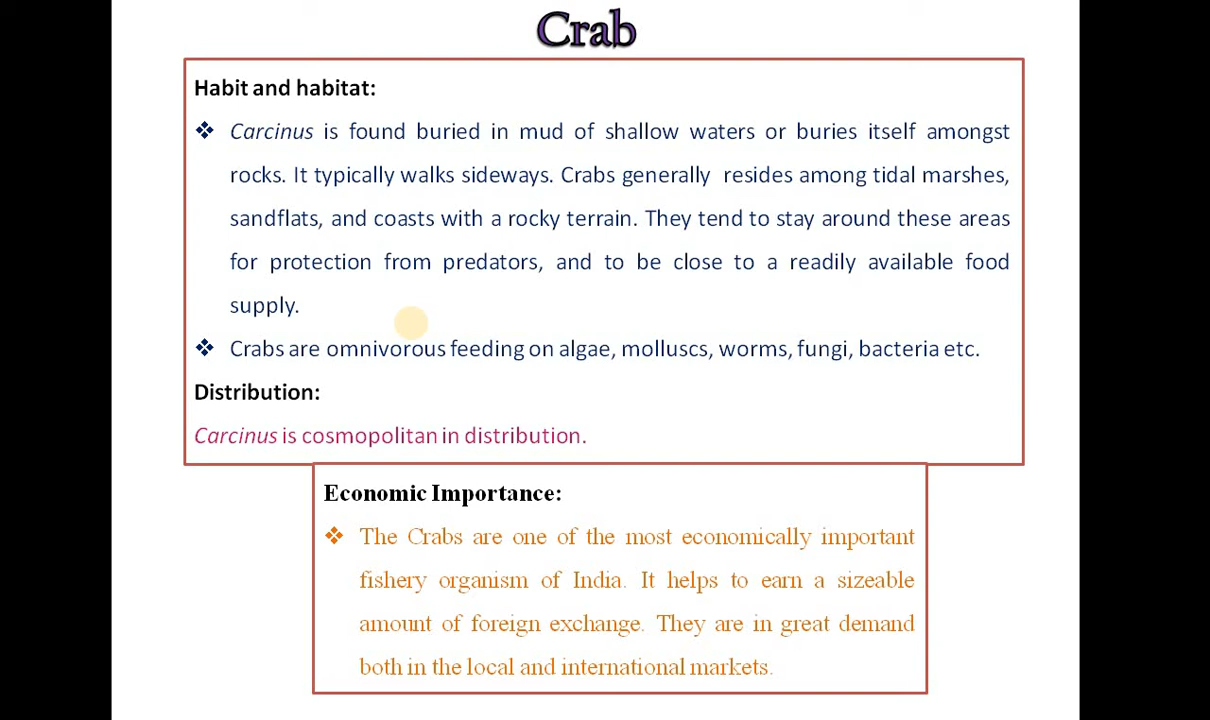 Crab
Habit and habitat:
❖ Carcinus is found buried in mud of shallow waters or buries itself amongst
rocks. It typically walks sideways. Crabs generally resides among tidal marshes,
sandflats, and coasts with a rocky terrain. They tend to stay around these areas
for protection from predators, and to be close to a readily available food
supply.
❖ Crabs are omnivorous feeding on algae, molluscs, worms, fungi, bacteria etc.
Distribution:
Carcinus is cosmopolitan in distribution.
Economic Importance:
❖ The Crabs are one of the most economically important
fishery organism of India. It helps to earn a sizeable
amount of foreign exchange. They are in great demand
both in the local and international markets.